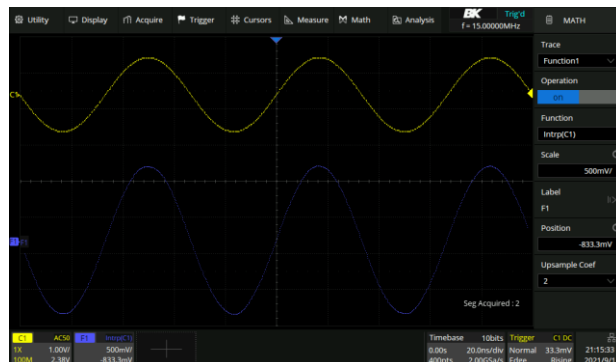 Utility Display Acquire Trigger Cursors Measure Math Analysis BK Trig'd MATH
f = 15.00000MHz
Trace
Function1
Operation
on
Function
Intrp(C1)
Scale
500mV/
Label
F1
Position
-833.3mV
Upsample Coef
2
C1
F1
Seg Acquired : 2
C1 AC50 F1 Intrp(C1) Timebase 10bits Trigger C1 DC
1X 1.00V/ 500mV/ 0.00s 20.0ns/div Normal 33.3mV 21:15:33
100M 2.38V -833.3mV 400pts 2.00GSa/s Edge Rising